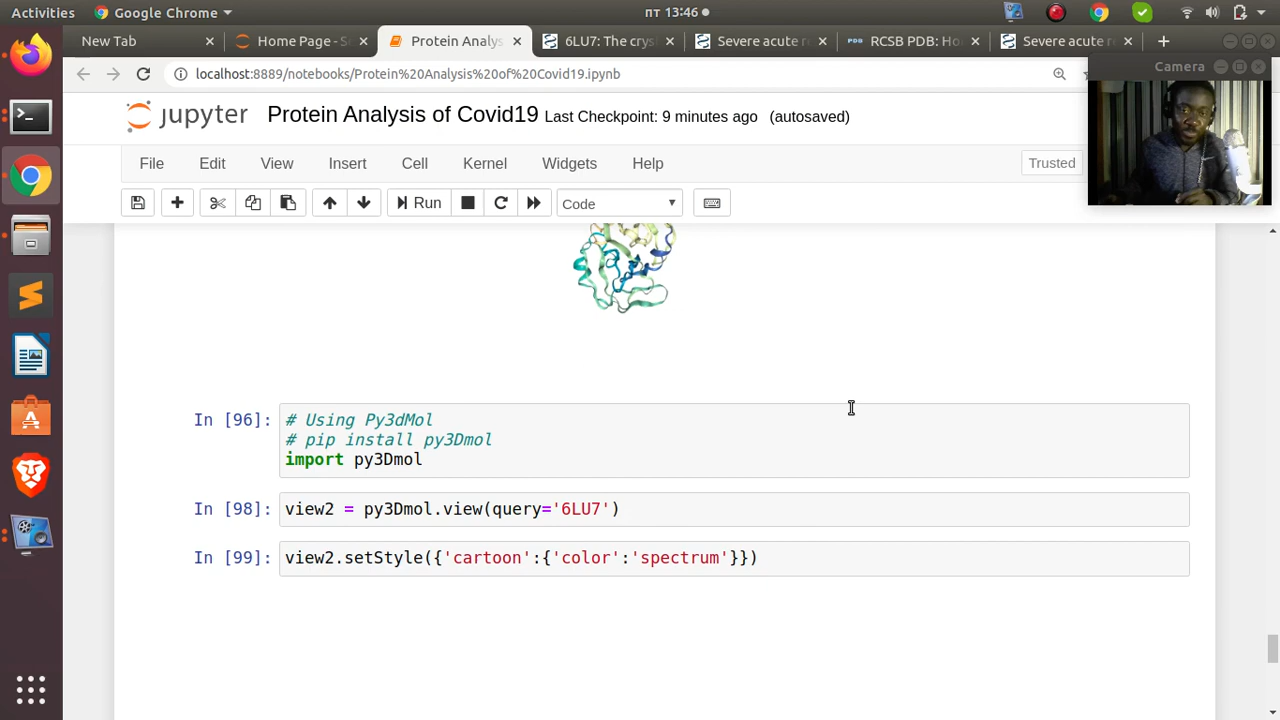 Activities
Google Chrome
пт 13:46
New Tab
Home Page - S
Protein Analys
6LU7: The crys
Severe acute r
PDB
RCSB PDB: Ho
Severe acute r
localhost:8889/notebooks/Protein%20Analysis%20of%20Covid19.ipynb
Camera
jupyter
Protein Analysis of Covid19
Last Checkpoint: 9 minutes ago
(autosaved)
File
Edit
View
Insert
Cell
Kernel
Widgets
Help
Trusted
Run
Code
In [96]:
# Using Py3dMol
# pip install py3Dmol
import py3Dmol
In [98]:
view2 = py3Dmol.view(query='6LU7')
In [99]:
view2.setStyle({'cartoon':{'color':'spectrum'}})